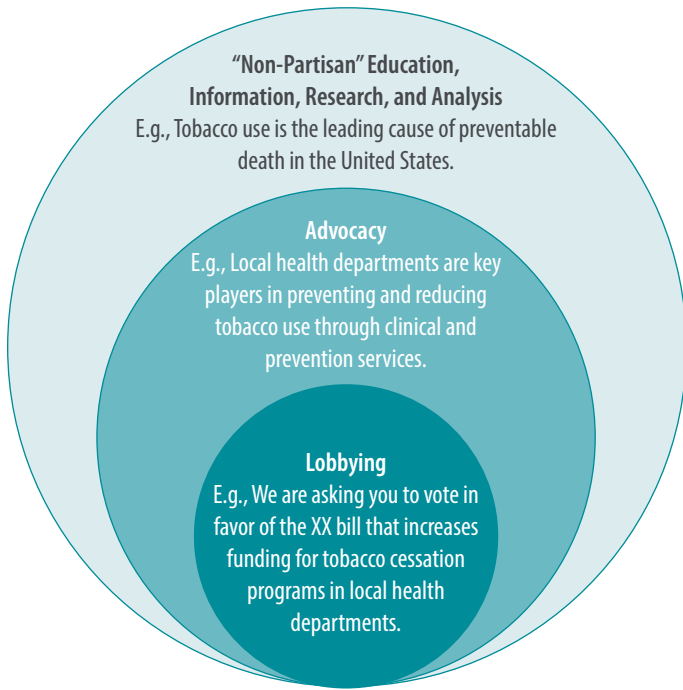 “Non-Partisan” Education,
Information, Research, and Analysis
E.g., Tobacco use is the leading cause of preventable
death in the United States.
Advocacy
E.g., Local health departments are key
players in preventing and reducing
tobacco use through clinical and
prevention services.
Lobbying
E.g., We are asking you to vote in
favor of the XX bill that increases
funding for tobacco cessation
programs in local health
departments.